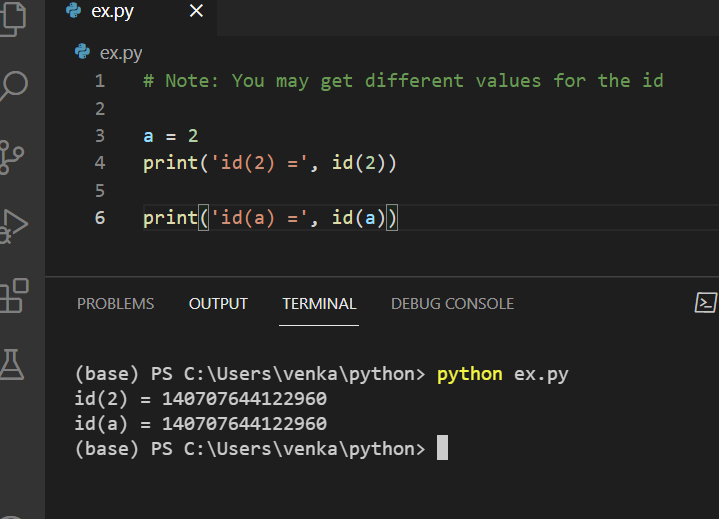 ex.py
ex.py
1 # Note: You may get different values for the id
2
3 a = 2
4 print('id(2) =', id(2))
5
6 print('id(a) =', id(a))
PROBLEMS OUTPUT TERMINAL DEBUG CONSOLE
(base) PS C:\Users\venka\python> python ex.py
id(2) = 140707644122960
id(a) = 140707644122960
(base) PS C:\Users\venka\python>